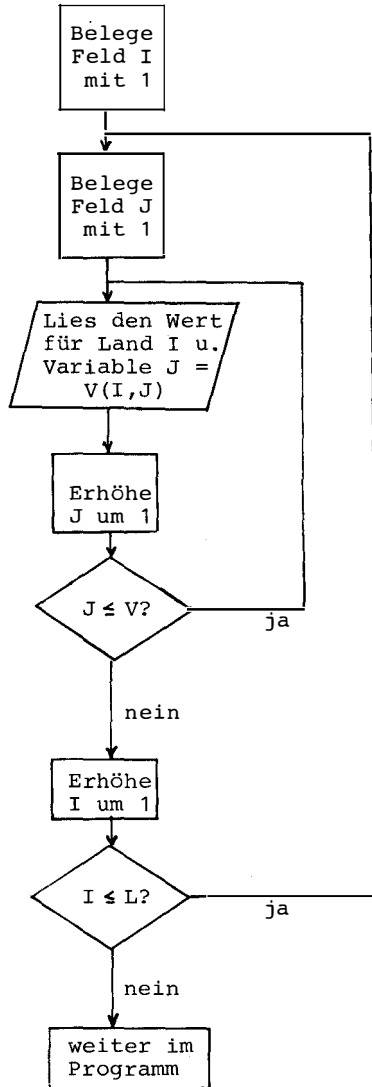 Belege
Feld I
mit 1
Belege
Feld J
mit 1
Lies den Wert
für Land I u.
Variable J =
V(I,J)
Erhöhe
J um 1
J ≤ V?
ja
nein
Erhöhe
I um 1
I ≤ L?
ja
nein
weiter im
Programm